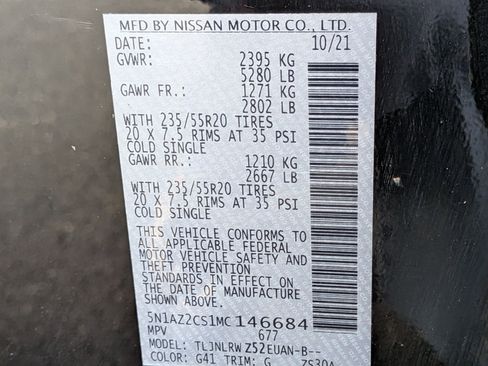 MFD BY NISSAN MOTOR CO., LTD.
DATE: 10/21
GVWR: 2395 KG
5280 LB
GAWR FR.: 1271 KG
2802 LB
WITH 235/55R20 TIRES
20 X 7.5 RIMS AT 35 PSI
COLD SINGLE
GAWR RR.: 1210 KG
2667 LB
WITH 235/55R20 TIRES
20 X 7.5 RIMS AT 35 PSI
COLD SINGLE
THIS VEHICLE CONFORMS TO
ALL APPLICABLE FEDERAL
MOTOR VEHICLE SAFETY AND
THEFT PREVENTION
STANDARDS IN EFFECT ON
THE DATE OF MANUFACTURE
SHOWN ABOVE.
5N1AZ2CS1MC146684
MPV 677
MODEL: TLJNLRW Z52EUAN-B--
COLOR: G41 TRIM: G ZS30A